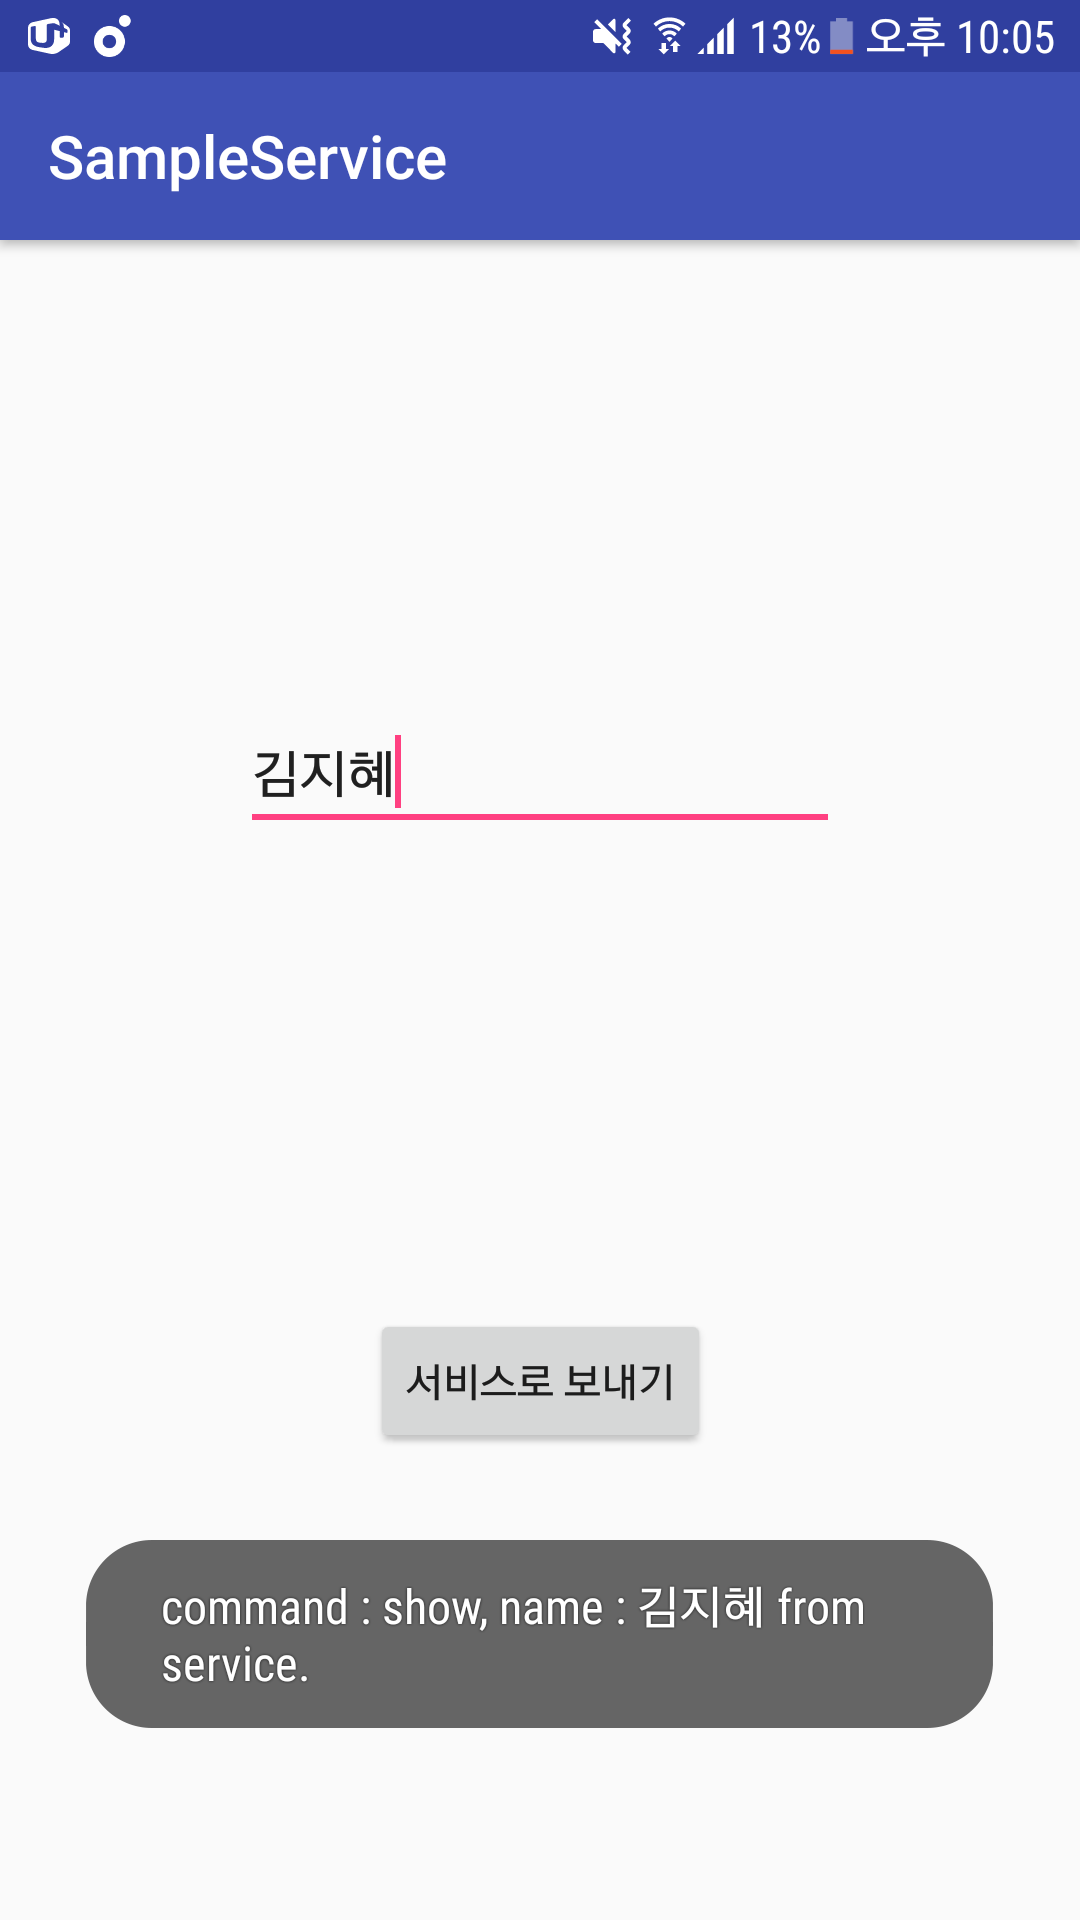 U+ 13% 오후 10:05
SampleService
김지혜
서비스로 보내기
command : show, name : 김지혜 from
service.